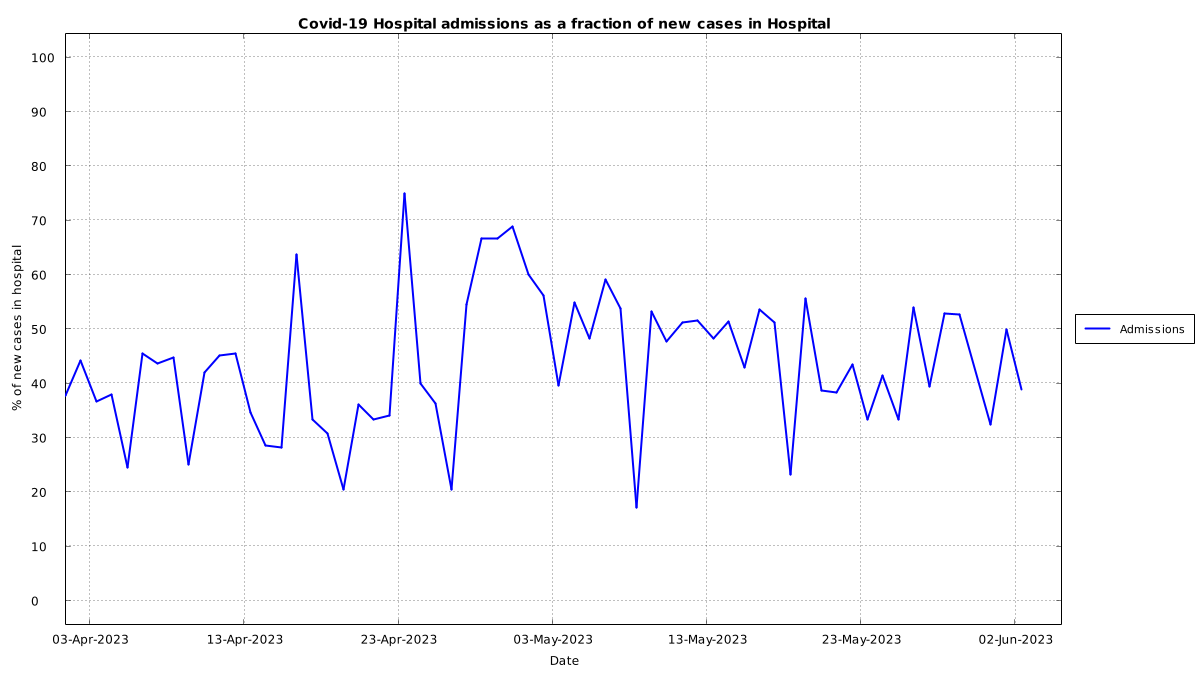 Covid-19 Hospital admissions as a fraction of new cases in Hospital
% of new cases in hospital
100
90
80
70
60
50
40
30
20
10
0
03-Apr-2023 13-Apr-2023 23-Apr-2023 03-May-2023 13-May-2023 23-May-2023 02-Jun-2023
Date
Admissions